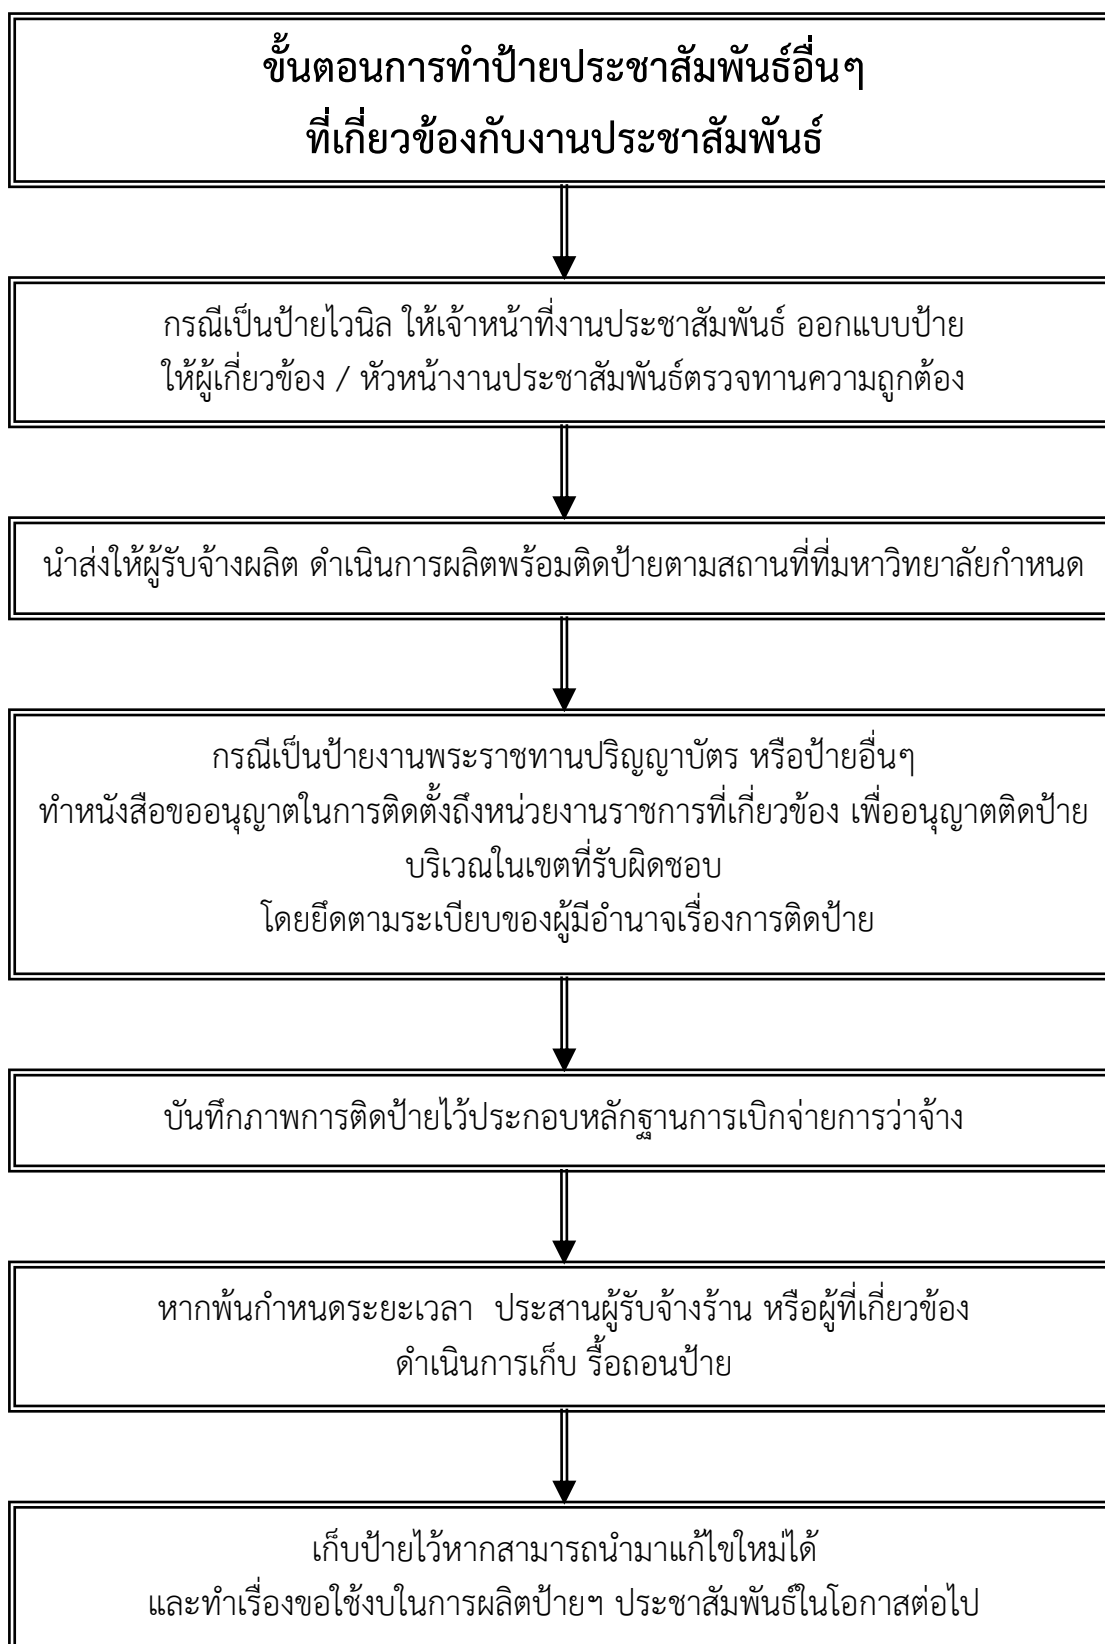 ขั้นตอนการทำป้ายประชาสัมพันธ์อื่นๆ
ที่เกี่ยวข้องกับงานประชาสัมพันธ์
กรณีเป็นป้ายไวนิล ให้เจ้าหน้าที่งานประชาสัมพันธ์ ออกแบบป้าย
ให้ผู้เกี่ยวข้อง / หัวหน้างานประชาสัมพันธ์ตรวจทานความถูกต้อง
นำส่งให้ผู้รับจ้างผลิต ดำเนินการผลิตพร้อมติดป้ายตามสถานที่ที่มหาวิทยาลัยกำหนด
กรณีเป็นป้ายงานพระราชทานปริญญาบัตร หรือป้ายอื่นๆ
ทำหนังสือขออนุญาตในการติดตั้งถึงหน่วยงานราชการที่เกี่ยวข้อง เพื่ออนุญาตติดป้าย
บริเวณในเขตที่รับผิดชอบ
โดยยึดตามระเบียบของผู้มีอำนาจเรื่องการติดป้าย
บันทึกภาพการติดป้ายไว้ประกอบหลักฐานการเบิกจ่ายการว่าจ้าง
หากพ้นกำหนดระยะเวลา ประสานผู้รับจ้างร้าน หรือผู้ที่เกี่ยวข้อง
ดำเนินการเก็บ รื้อถอนป้าย
เก็บป้ายไว้หากสามารถนำมาแก้ไขใหม่ได้
และทำเรื่องขอใช้งบในการผลิตป้ายฯ ประชาสัมพันธ์ในโอกาสต่อไป